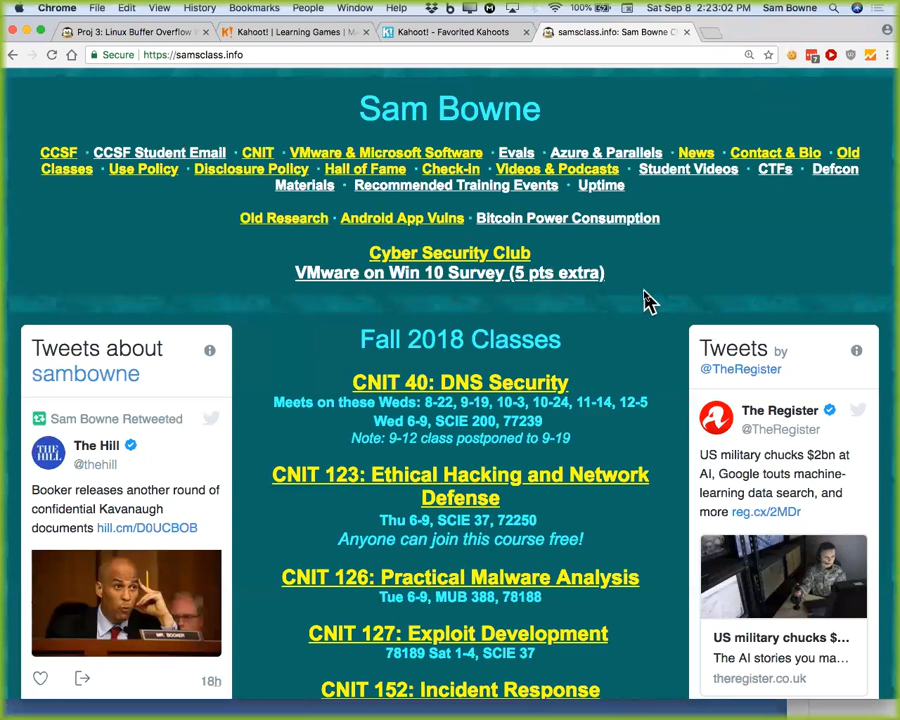 Chrome File Edit View History Bookmarks People Window Help 100% Sat Sep 8 2:23:02 PM Sam Bowne
Proj 3: Linux Buffer Overflow × Kahoot! | Learning Games | M × Kahoot! - Favorited Kahoots × samsclass.info: Sam Bowne C ×
Secure | https://samsclass.info
7
Sam Bowne
CCSF · CCSF Student Email · CNIT · VMware & Microsoft Software · Evals · Azure & Parallels · News · Contact & Bio · Old
Classes · Use Policy · Disclosure Policy · Hall of Fame · Check-in · Videos & Podcasts · Student Videos · CTFs · Defcon
Materials · Recommended Training Events · Uptime
Old Research · Android App Vulns · Bitcoin Power Consumption
Cyber Security Club
VMware on Win 10 Survey (5 pts extra)
Tweets about
sambowne
Sam Bowne Retweeted
THE HILL
The Hill
@thehill
Booker releases another round of
confidential Kavanaugh
documents hill.cm/D0UCBOB
MR. BOOKER
18h
Fall 2018 Classes
CNIT 40: DNS Security
Meets on these Weds: 8-22, 9-19, 10-3, 10-24, 11-14, 12-5
Wed 6-9, SCIE 200, 77239
Note: 9-12 class postponed to 9-19
CNIT 123: Ethical Hacking and Network
Defense
Thu 6-9, SCIE 37, 72250
Anyone can join this course free!
CNIT 126: Practical Malware Analysis
Tue 6-9, MUB 388, 78188
CNIT 127: Exploit Development
78189 Sat 1-4, SCIE 37
CNIT 152: Incident Response
Tweets by
@TheRegister
The Register
@TheRegister
US military chucks $2bn at
AI, Google touts machine-
learning data search, and
more reg.cx/2MDr
US military chucks $...
The AI stories you ma...
theregister.co.uk